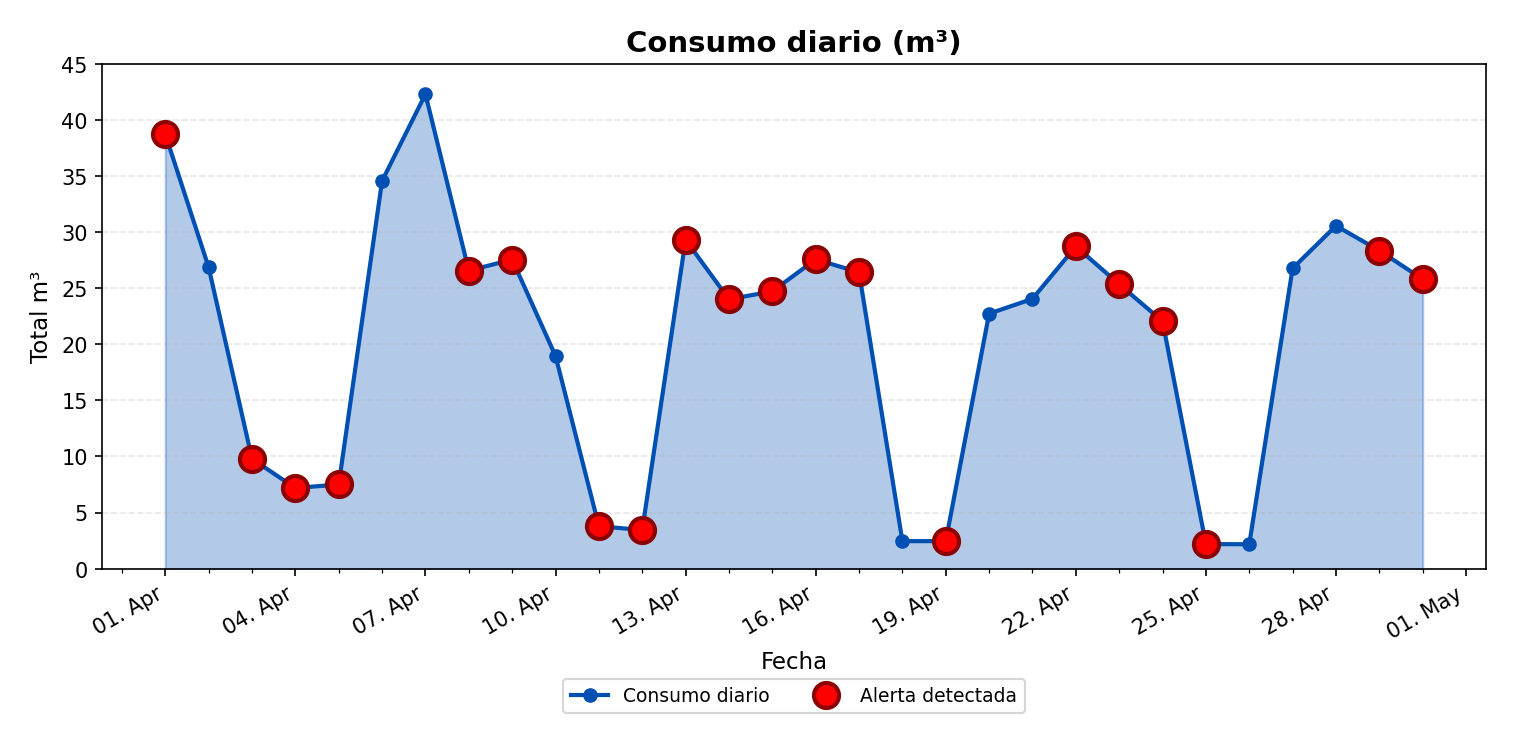 Consumo diario (m³)
Total m³
45
40
35
30
25
20
15
10
5
0
01. Apr
04. Apr
07. Apr
10. Apr
13. Apr
16. Apr
19. Apr
22. Apr
25. Apr
28. Apr
01. May
Fecha
Consumo diario
Alerta detectada